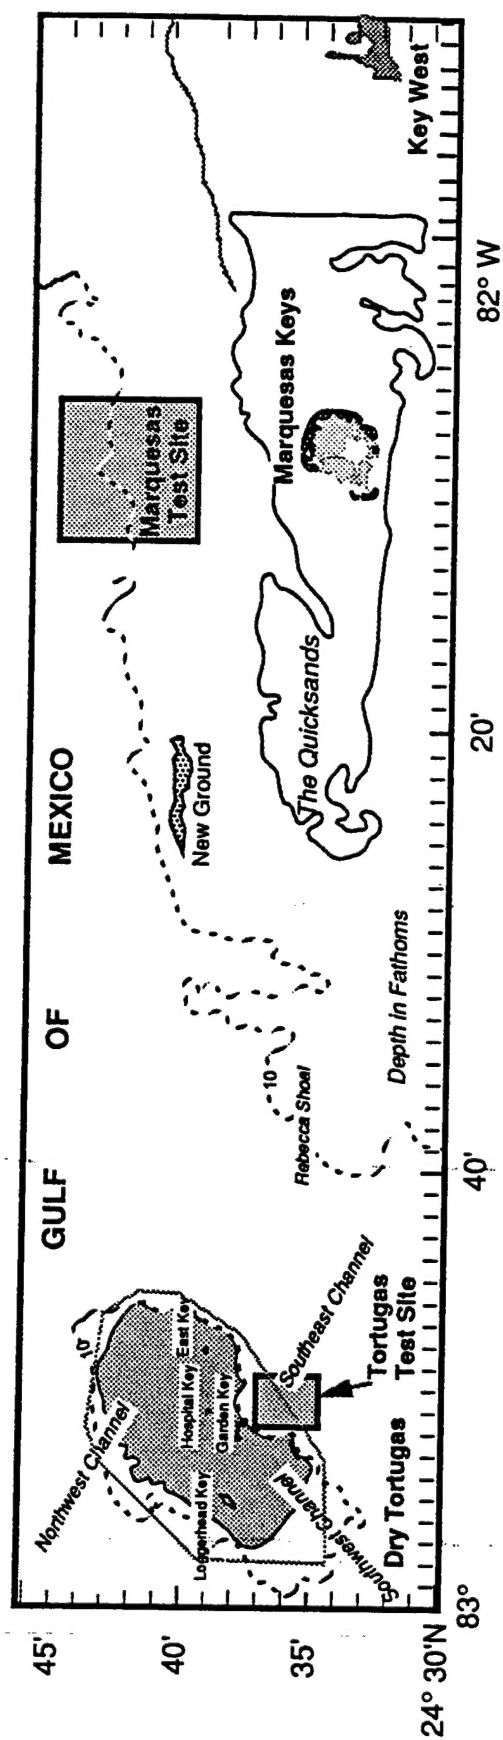 GULF OF MEXICO
45'
40'
35'
24° 30'N
83°
40'
20'
82° W
Northwest Channel
10
Hospital Key
East Key
Garden Key
Loggerhead Key
Southeast Channel
Southwest Channel
Tortugas
Test Site
Dry Tortugas
10
Rebecca Shoal
Depth in Fathoms
New Ground
The Quicksands
Marquesas
Test Site
Marquesas Keys
Key West